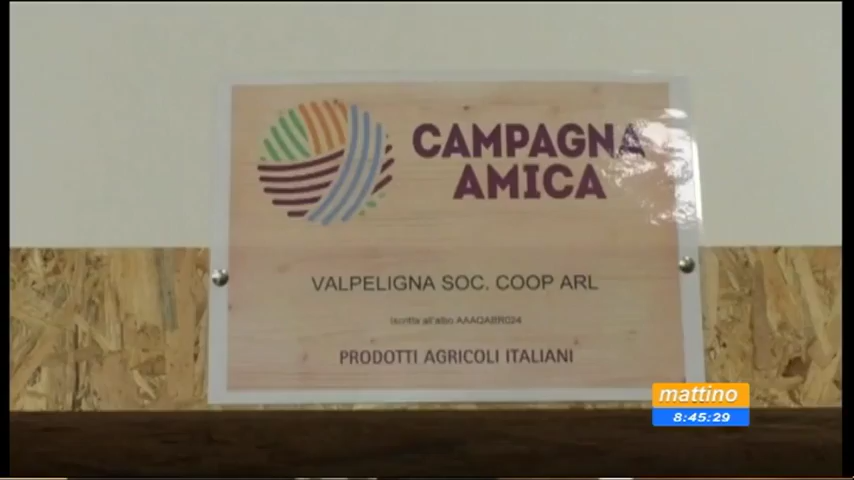 CAMPAGNA
AMICA
VALPELIGNA SOC. COOP ARL
Iscritta all'albo AAAQABR024
PRODOTTI AGRICOLI ITALIANI
mattino
8:45:29